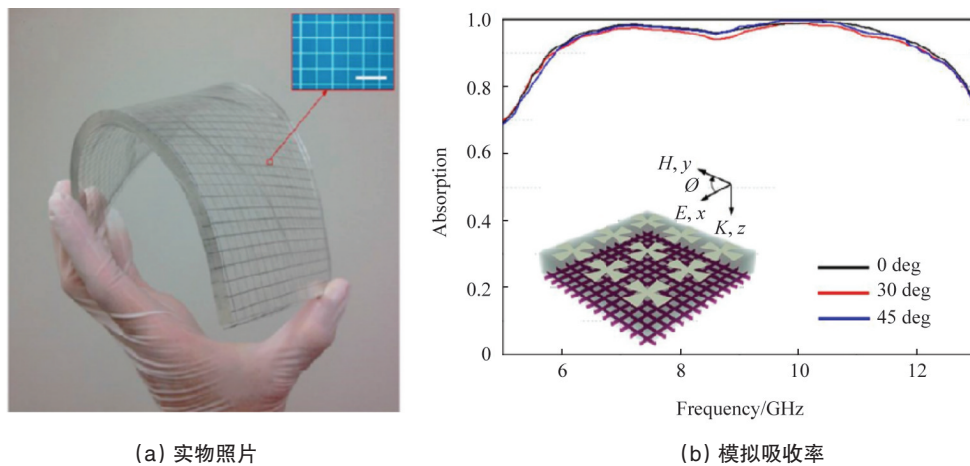 1.0
0.8
0.6
0.4
0.2
0
Absorption
H, y
Ø
E, x
K, z
0 deg
30 deg
45 deg
6 8 10 12
Frequency/GHz
(a) 实物照片
(b) 模拟吸收率